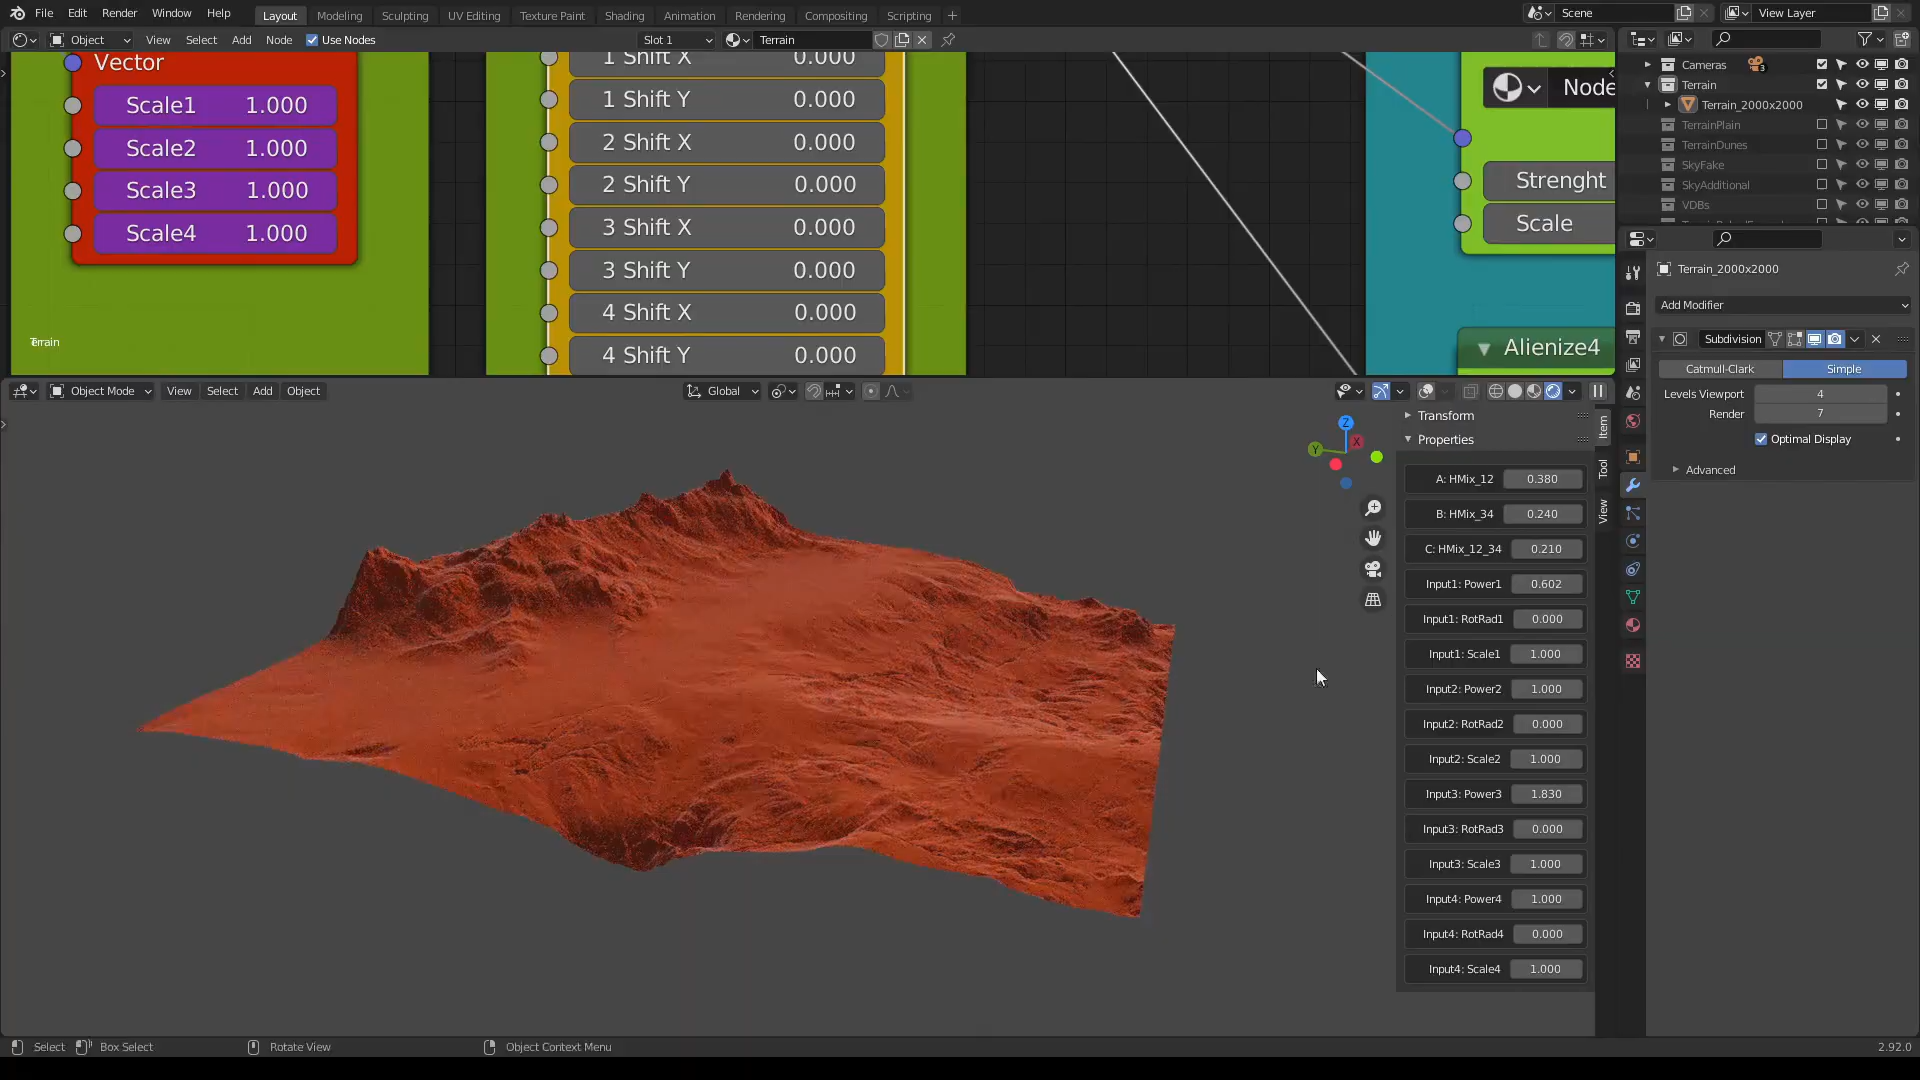 File Edit Render Window Help Layout Modeling Sculpting UV Editing Texture Paint Shading Animation Rendering Compositing Scripting + Scene View Layer
Object View Select Add Node Use Nodes Slot 1 Terrain
Vector
Scale1 1.000
Scale2 1.000
Scale3 1.000
Scale4 1.000
1 Shift X 0.000
1 Shift Y 0.000
2 Shift X 0.000
2 Shift Y 0.000
3 Shift X 0.000
3 Shift Y 0.000
4 Shift X 0.000
4 Shift Y 0.000
Node
Strenght
Scale
Alienize4
Cameras 3
Terrain
Terrain_2000x2000
TerrainPlain
TerrainDunes
SkyFake
SkyAdditional
VDBs
Terrain_2000x2000
Add Modifier
Subdivision
Catmull-Clark Simple
Levels Viewport 4
Render 7
Optimal Display
Advanced
Object Mode View Select Add Object Global
Z
X
Y
Transform
Properties
Item
Tool
View
A: HMix_12 0.380
B: HMix_34 0.240
C: HMix_12_34 0.210
Input1: Power1 0.602
Input1: RotRad1 0.000
Input1: Scale1 1.000
Input2: Power2 1.000
Input2: RotRad2 0.000
Input2: Scale2 1.000
Input3: Power3 1.830
Input3: RotRad3 0.000
Input3: Scale3 1.000
Input4: Power4 1.000
Input4: RotRad4 0.000
Input4: Scale4 1.000
Select Box Select Rotate View Object Context Menu 2.92.0